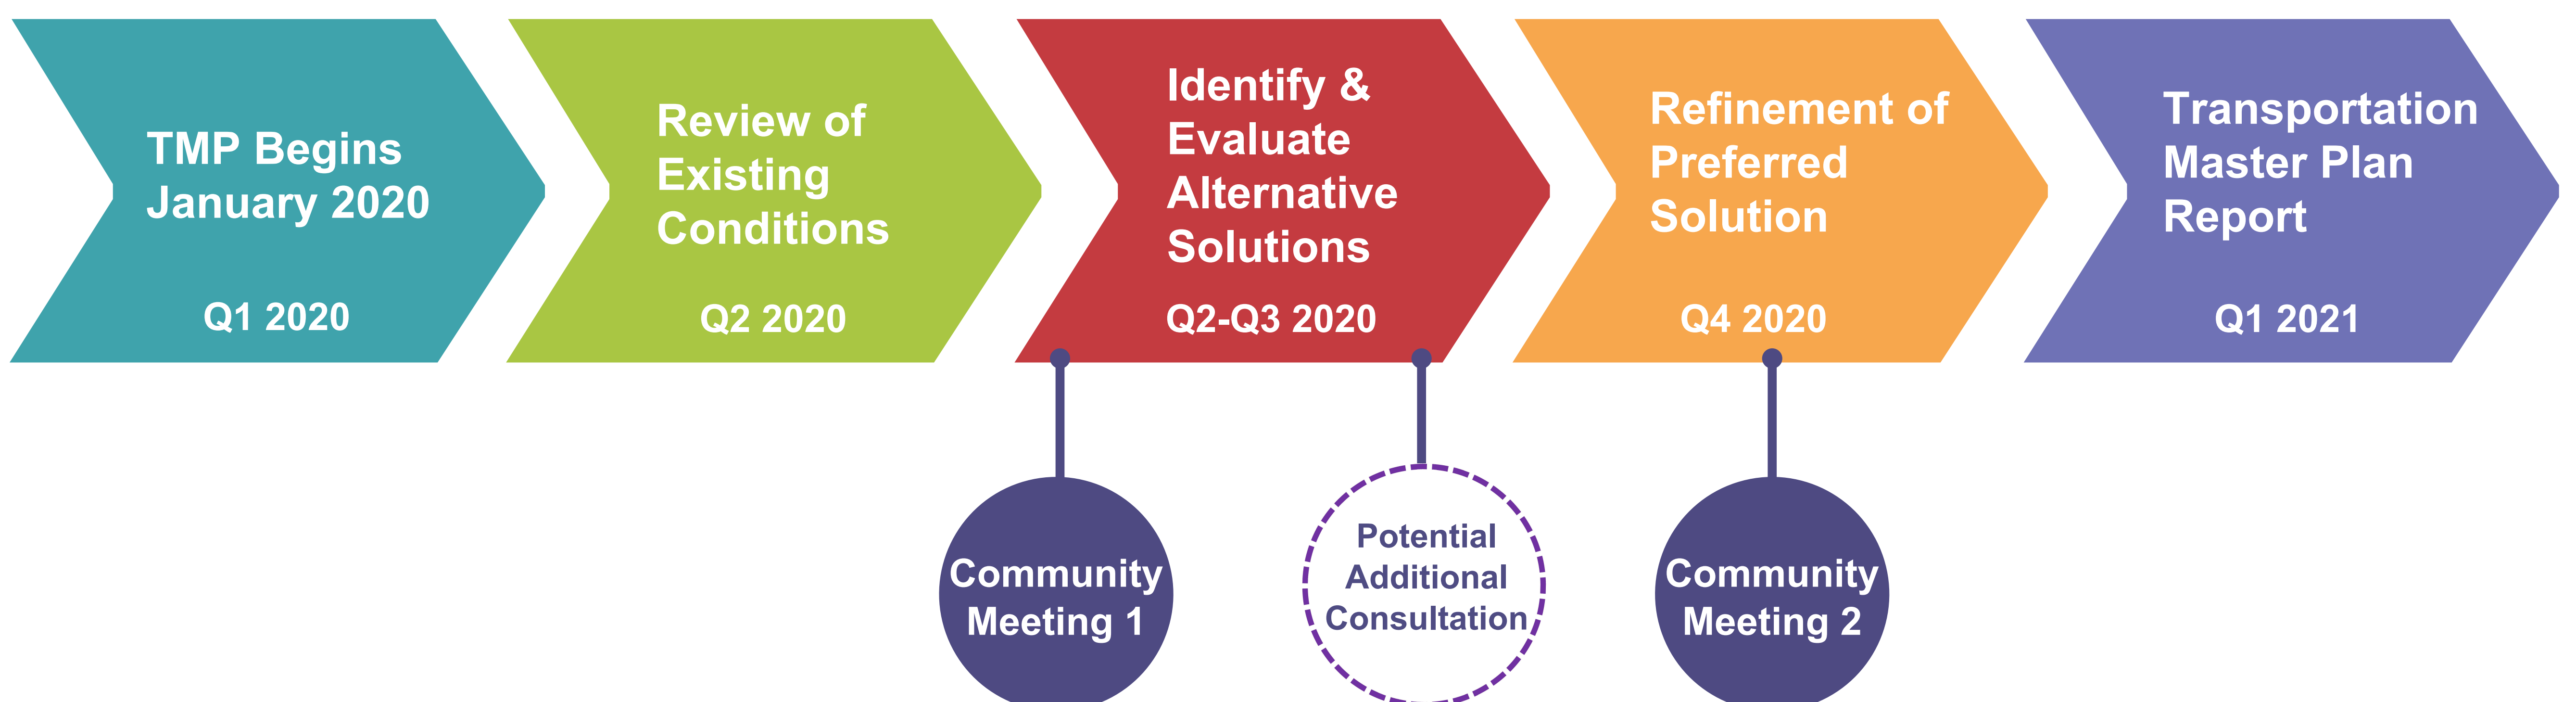 TMP Begins
January 2020
Q1 2020
Review of
Existing
Conditions
Q2 2020
Identify &
Evaluate
Alternative
Solutions
Q2-Q3 2020
Refinement of
Preferred
Solution
Q4 2020
Transportation
Master Plan
Report
Q1 2021
Community
Meeting 1
Potential
Additional
Consultation
Community
Meeting 2